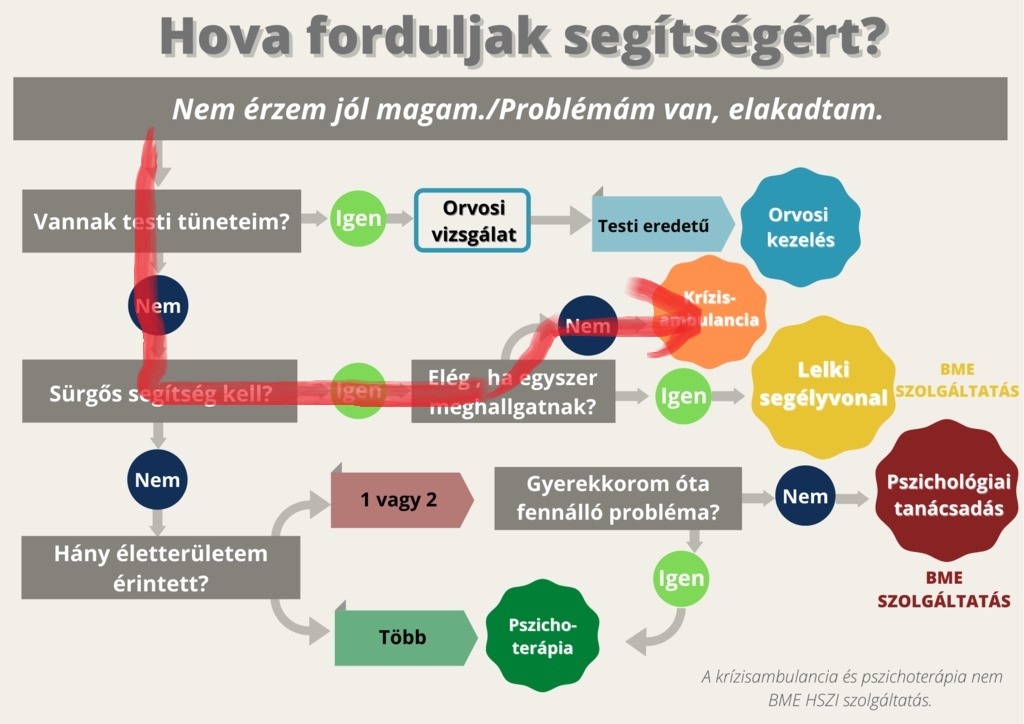 Hova forduljak segítségért?
Nem érzem jól magam./Problémám van, elakadtam.
Vannak testi tüneteim?
Igen
Orvosi
vizsgálat
Testi eredetű
Orvosi
kezelés
Nem
Nem
Krízis-
ambulancia
Sürgős segítség kell?
Igen
Elég , ha egyszer
meghallgatnak?
Igen
Lelki
segélyvonal
BME
SZOLGÁLTATÁS
Nem
1 vagy 2
Gyerekkorom óta
fennálló probléma?
Nem
Pszichológiai
tanácsadás
BME
SZOLGÁLTATÁS
Hány életterületem
érintett?
Igen
Több
Pszicho-
terápia
A krízisambulancia és pszichoterápia nem
BME HSZI szolgáltatás.